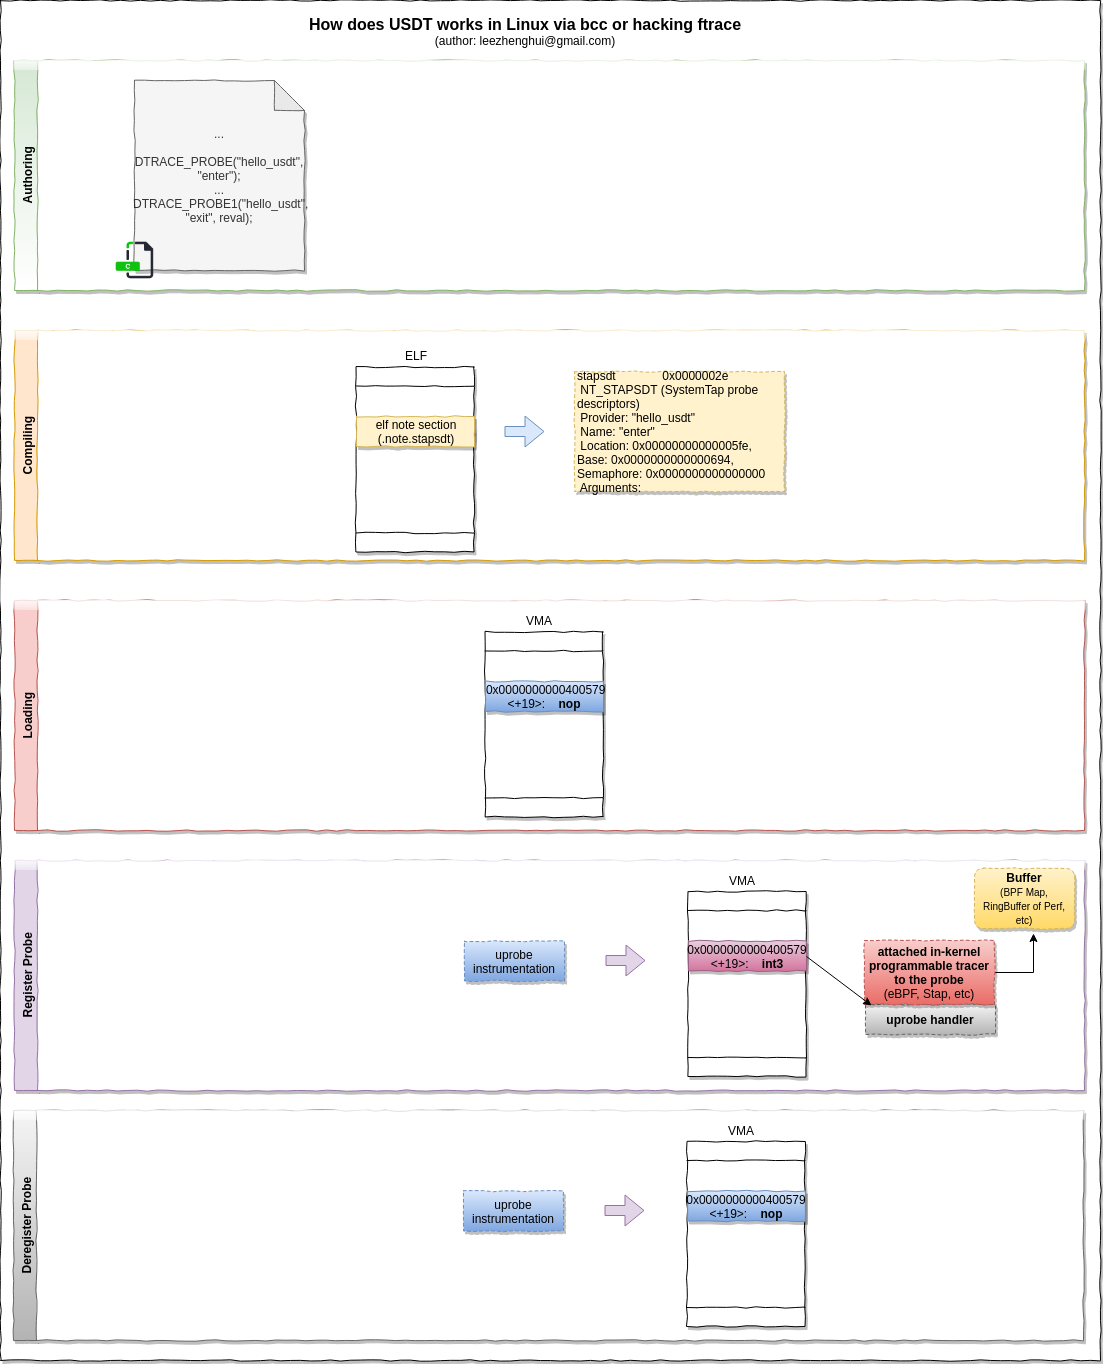 How does USDT works in Linux via bcc or hacking ftrace
(author: leezhenghui@gmail.com)
Authoring
...
DTRACE_PROBE("hello_usdt",
"enter");
...
DTRACE_PROBE1("hello_usdt",
"exit", reval);
C
Compiling
ELF
elf note section
(.note.stapsdt)
stapsdt 0x0000002e
NT_STAPSDT (SystemTap probe
descriptors)
Provider: "hello_usdt"
Name: "enter"
Location: 0x00000000000005fe,
Base: 0x0000000000000694,
Semaphore: 0x0000000000000000
Arguments:
Loading
VMA
0x0000000000400579
<+19>: nop
Register Probe
uprobe
instrumentation
VMA
0x0000000000400579
<+19>: int3
Buffer
(BPF Map,
RingBuffer of Perf,
etc)
attached in-kernel
programmable tracer
to the probe
(eBPF, Stap, etc)
uprobe handler
Deregister Probe
uprobe
instrumentation
VMA
0x0000000000400579
<+19>: nop